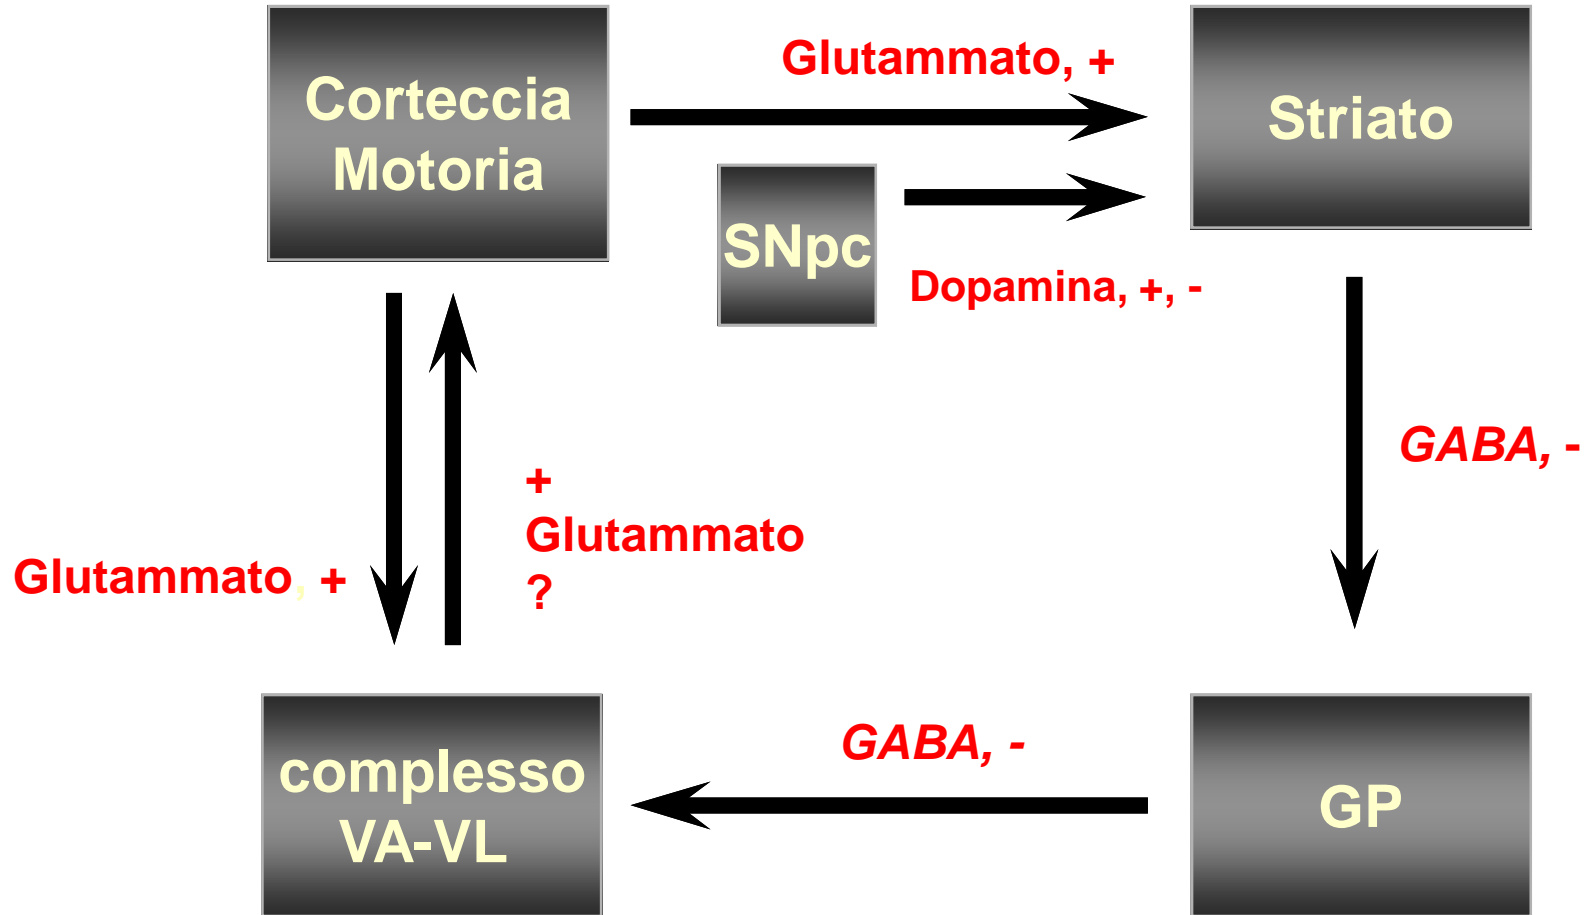 Corteccia
Motoria
Glutammato, +
Striato
SNpc
Dopamina, +, -
GABA, -
+
Glutammato
?
Glutammato, +
complesso
VA-VL
GABA, -
GP